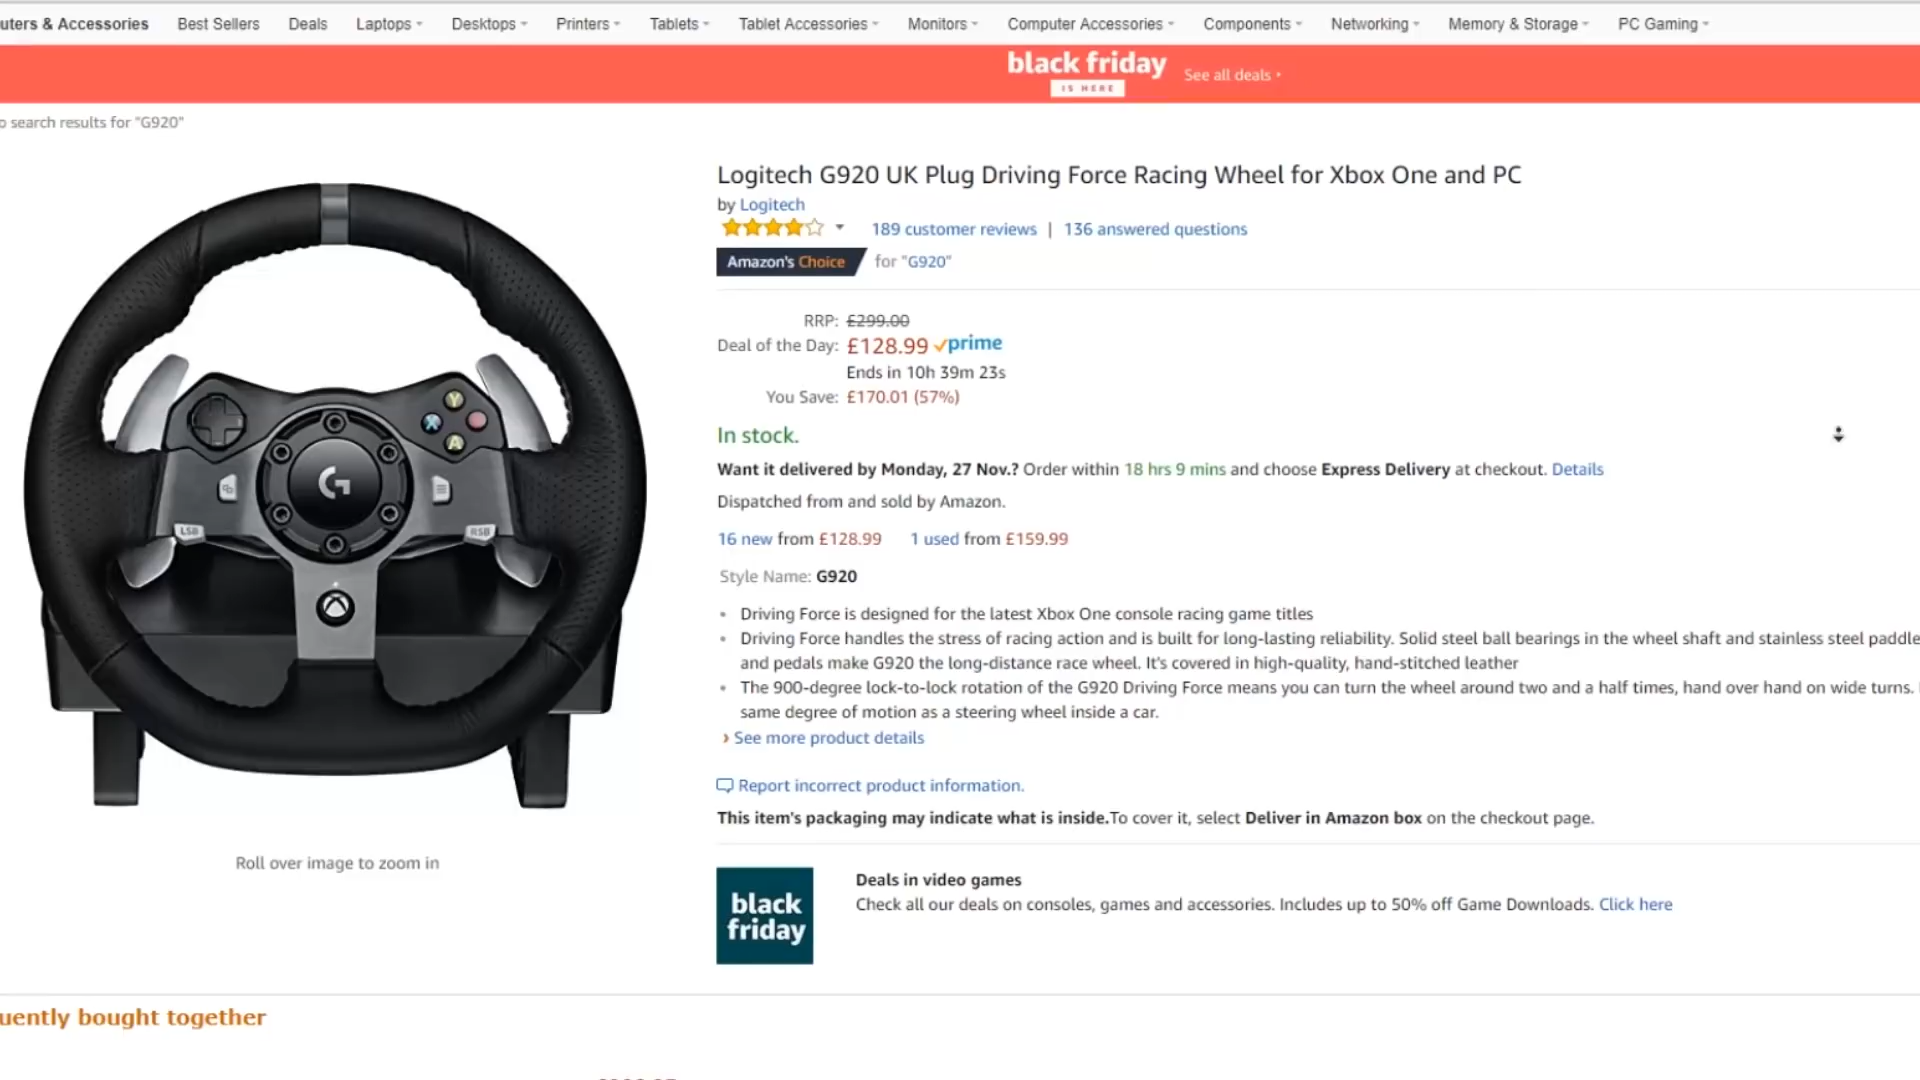 uters & Accessories Best Sellers Deals Laptops Desktops Printers Tablets Tablet Accessories Monitors Computer Accessories Components Networking Memory & Storage PC Gaming
black friday
IS HERE
See all deals
o search results for "G920"
Logitech G920 UK Plug Driving Force Racing Wheel for Xbox One and PC
by Logitech
189 customer reviews | 136 answered questions
Amazon's Choice for "G920"
RRP: £299.00
Deal of the Day: £128.99 prime
Ends in 10h 39m 23s
You Save: £170.01 (57%)
In stock.
Want it delivered by Monday, 27 Nov.? Order within 18 hrs 9 mins and choose Express Delivery at checkout. Details
Dispatched from and sold by Amazon.
16 new from £128.99 1 used from £159.99
Style Name: G920
• Driving Force is designed for the latest Xbox One console racing game titles
• Driving Force handles the stress of racing action and is built for long-lasting reliability. Solid steel ball bearings in the wheel shaft and stainless steel paddle
and pedals make G920 the long-distance race wheel. It's covered in high-quality, hand-stitched leather
• The 900-degree lock-to-lock rotation of the G920 Driving Force means you can turn the wheel around two and a half times, hand over hand on wide turns.
same degree of motion as a steering wheel inside a car.
› See more product details
Report incorrect product information.
This item's packaging may indicate what is inside.To cover it, select Deliver in Amazon box on the checkout page.
Y
X
A
G
LSB
RSB
Roll over image to zoom in
black
friday
Deals in video games
Check all our deals on consoles, games and accessories. Includes up to 50% off Game Downloads. Click here
uently bought together